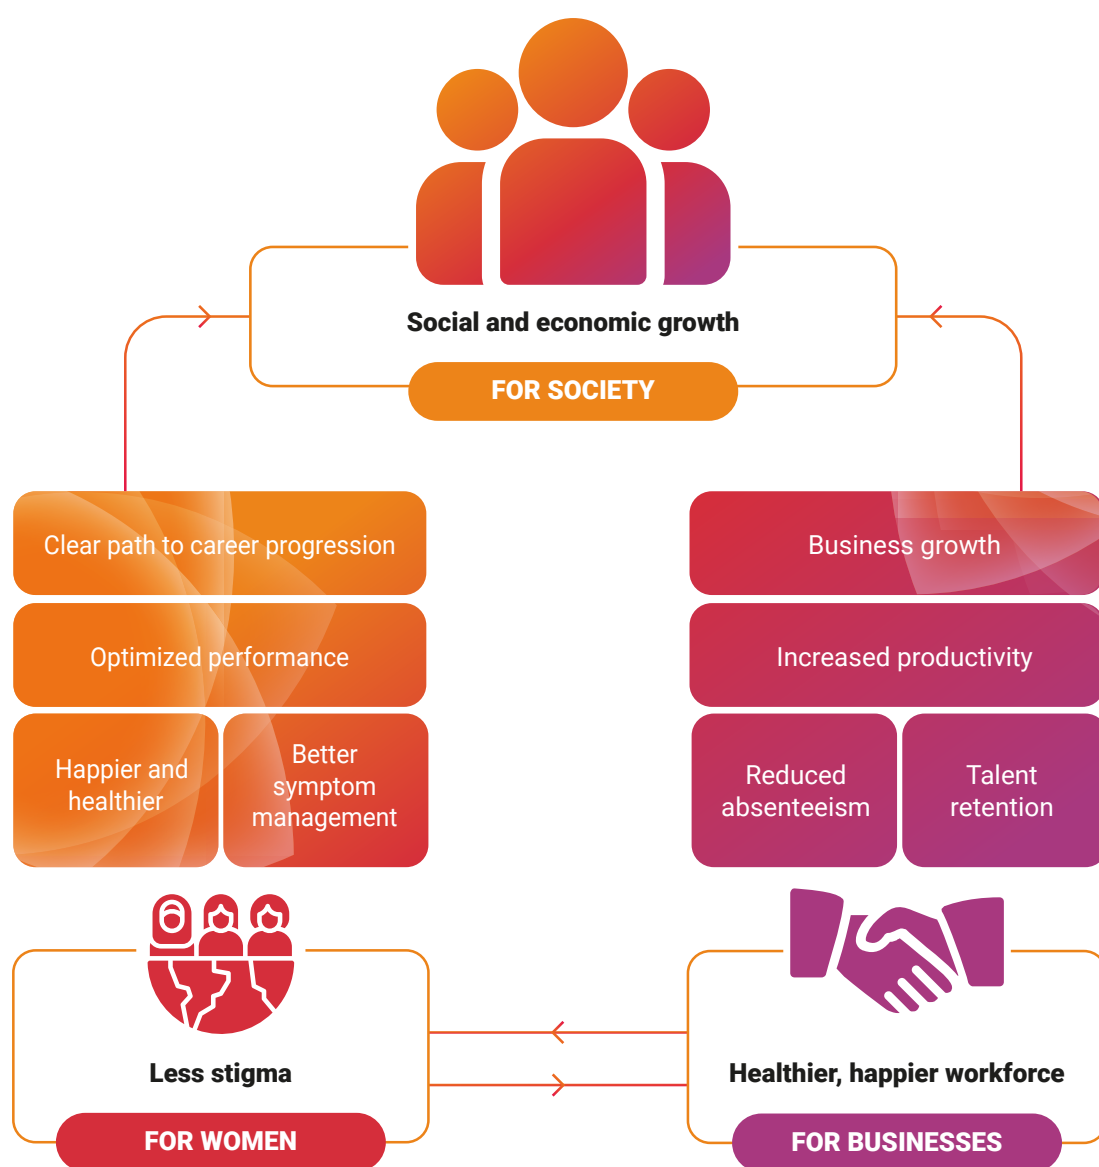 Social and economic growth
FOR SOCIETY
Clear path to career progression
Optimized performance
Happier and
healthier
Better
symptom
management
Less stigma
FOR WOMEN
Business growth
Increased productivity
Reduced
absenteeism
Talent
retention
Healthier, happier workforce
FOR BUSINESSES